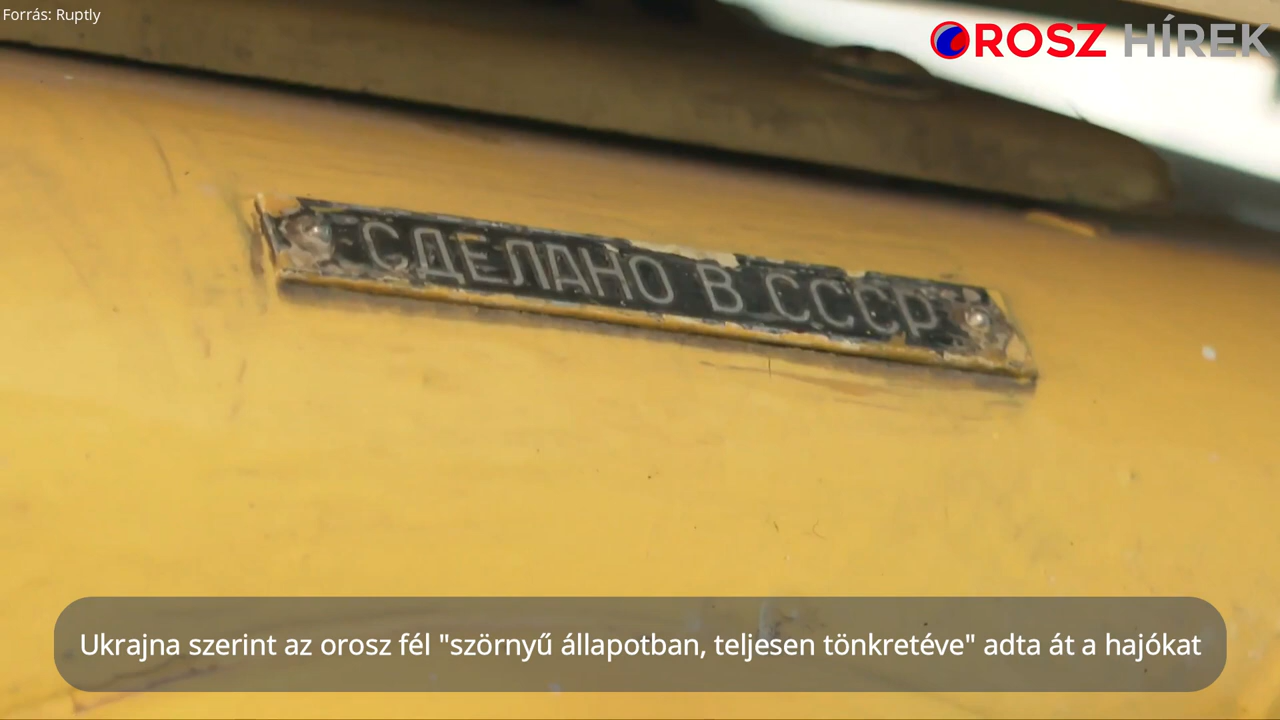 Forrás: Ruptly
OROSZ HÍREK
СДЕЛАНО В СССР
Ukrajna szerint az orosz fél "szörnyű állapotban, teljesen tönkretéve" adta át a hajókat